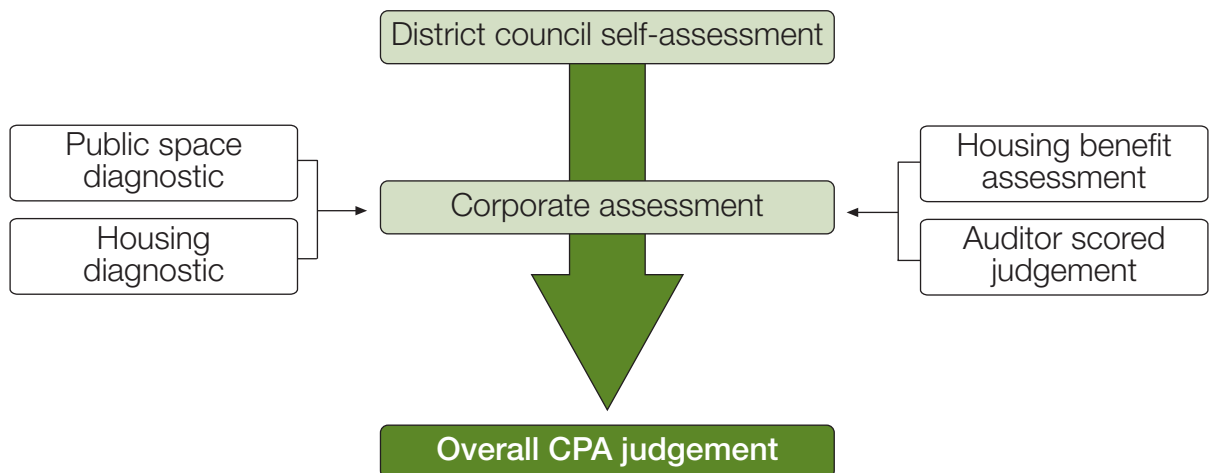 District council self-assessment
Public space
diagnostic
Housing
diagnostic
Corporate assessment
Housing benefit
assessment
Auditor scored
judgement
Overall CPA judgement